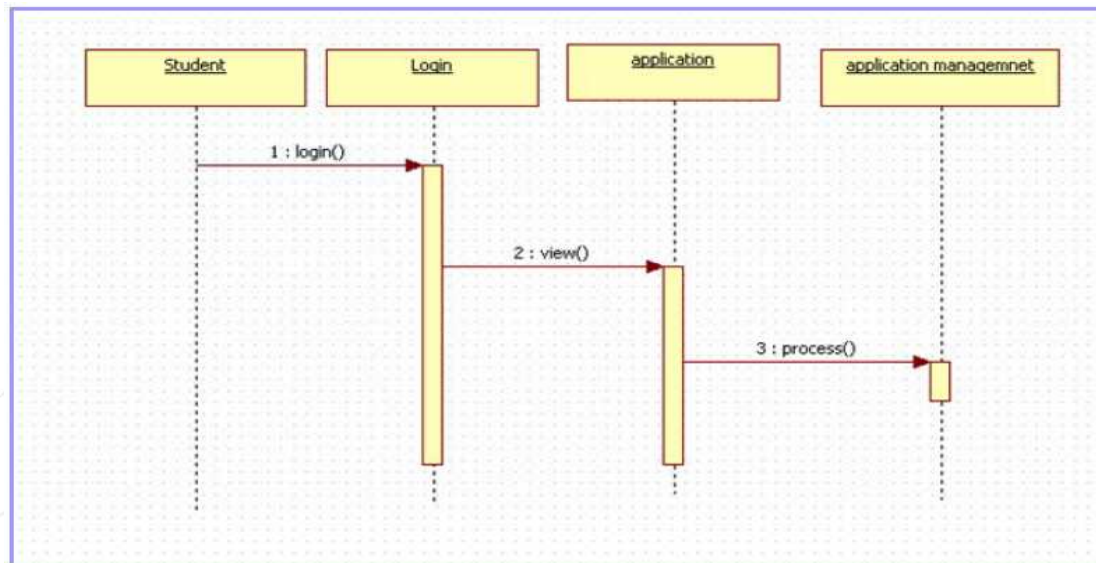 Student
Login
application
application managemnet
1 : login()
2 : view()
3 : process()